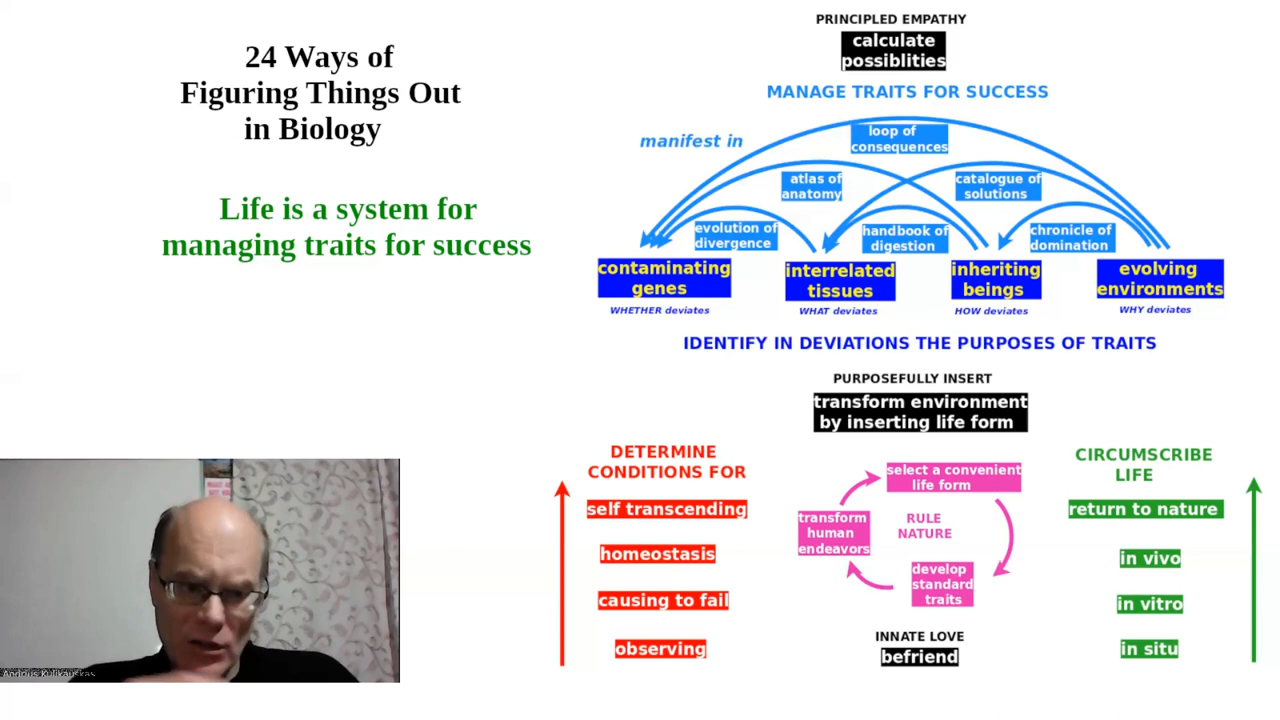 24 Ways of
Figuring Things Out
in Biology
Life is a system for
managing traits for success
PRINCIPLED EMPATHY
calculate
possiblities
MANAGE TRAITS FOR SUCCESS
manifest in
loop of
consequences
atlas of
anatomy
catalogue of
solutions
evolution of
divergence
handbook of
digestion
chronicle of
domination
contaminating
genes
interrelated
tissues
inheriting
beings
evolving
environments
WHETHER deviates
WHAT deviates
HOW deviates
WHY deviates
IDENTIFY IN DEVIATIONS THE PURPOSES OF TRAITS
PURPOSEFULLY INSERT
transform environment
by inserting life form
DETERMINE
CONDITIONS FOR
self transcending
homeostasis
causing to fail
observing
select a convenient
life form
RULE
NATURE
transform
human
endeavors
develop
standard
traits
INNATE LOVE
befriend
CIRCUMSCRIBE
LIFE
return to nature
in vivo
in vitro
in situ
Andrius Kulikauskas